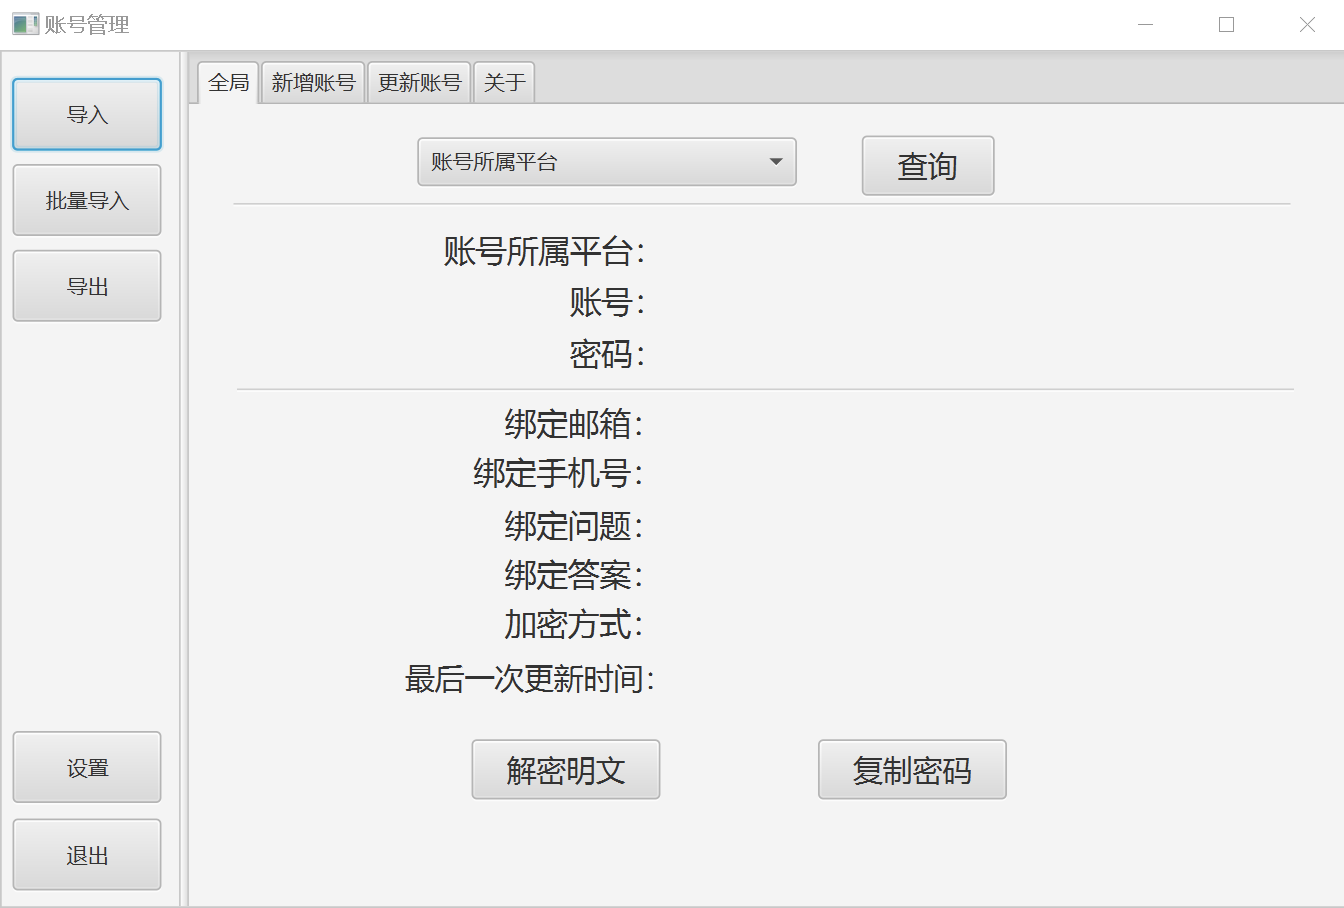 账号管理
导入
批量导入
导出
设置
退出
全局 新增账号 更新账号 关于
账号所属平台 查询
账号所属平台：
账号：
密码：
绑定邮箱：
绑定手机号：
绑定问题：
绑定答案：
加密方式：
最后一次更新时间：
解密明文 复制密码